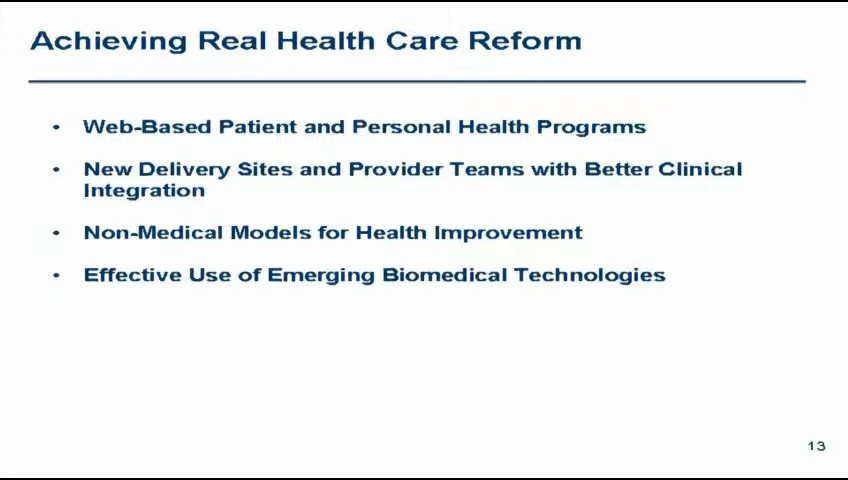 Achieving Real Health Care Reform
• Web-Based Patient and Personal Health Programs
• New Delivery Sites and Provider Teams with Better Clinical
Integration
• Non-Medical Models for Health Improvement
• Effective Use of Emerging Biomedical Technologies
13